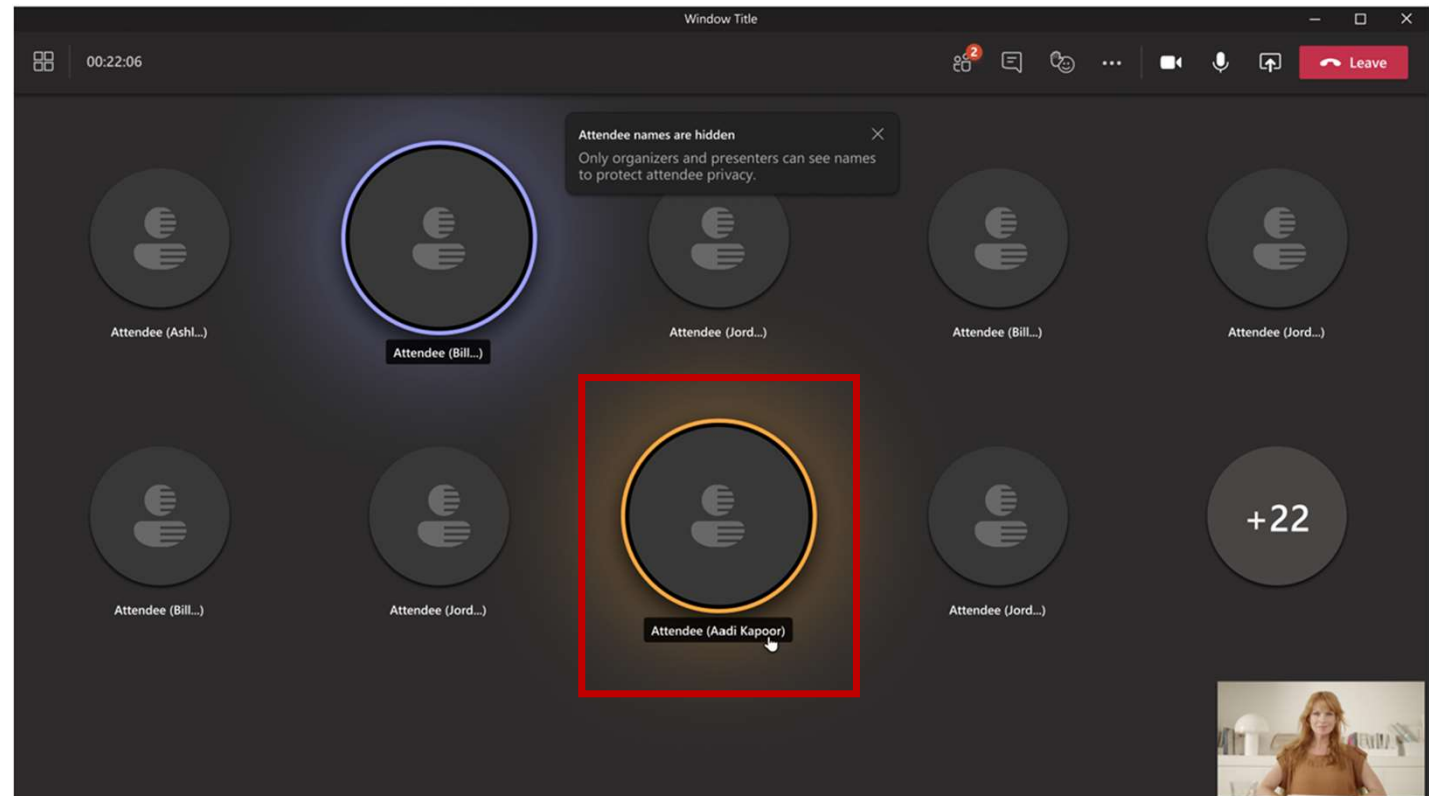 Window Title
00:22:06
2
Leave
Attendee names are hidden
Only organizers and presenters can see names
to protect attendee privacy.
Attendee (Ashl...)
Attendee (Bill...)
Attendee (Jord...)
Attendee (Bill...)
Attendee (Jord...)
Attendee (Bill...)
Attendee (Jord...)
Attendee (Aadi Kapoor)
Attendee (Jord...)
+22